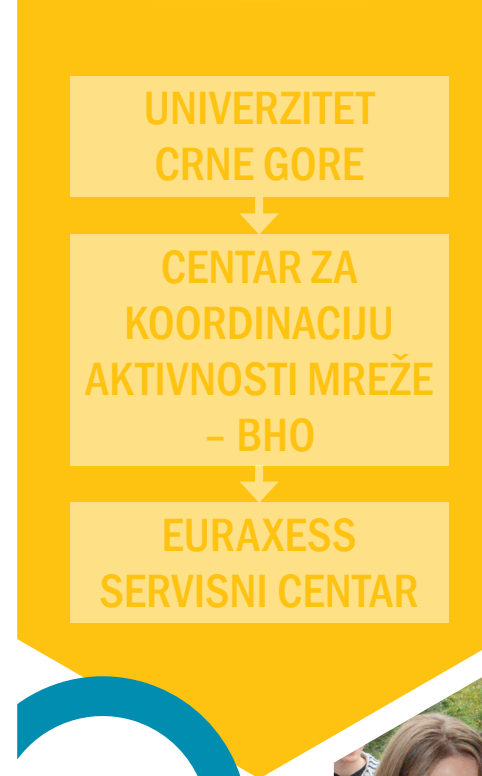 UNIVERZITET
CRNE GORE
CENTAR ZA
KOORDINACIJU
AKTIVNOSTI MREŽE
– BHO
EURAXESS
SERVISNI CENTAR